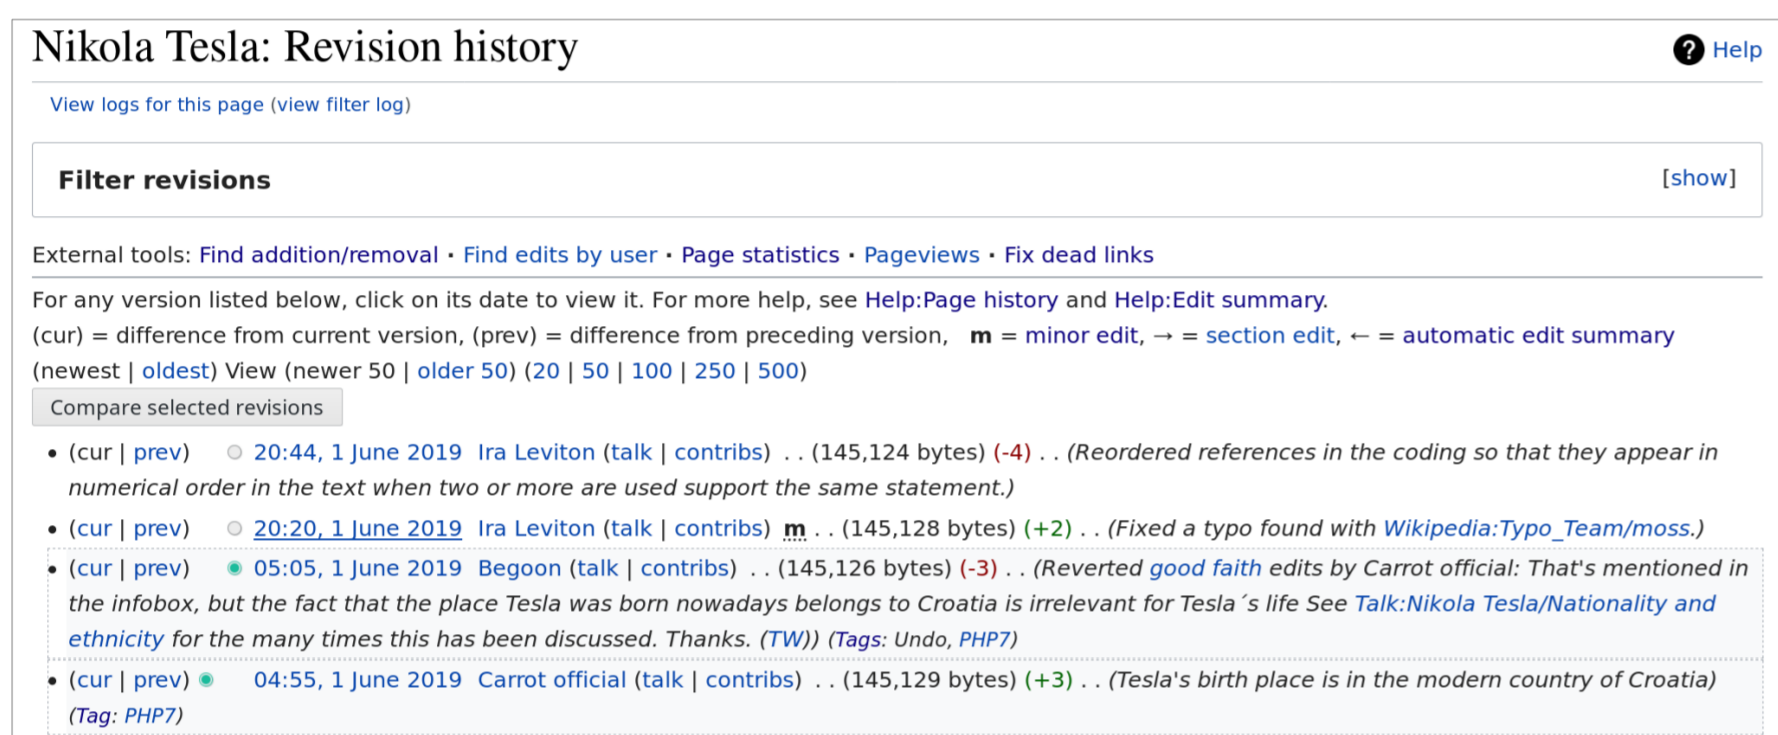 Nikola Tesla: Revision history
? Help
View logs for this page (view filter log)
Filter revisions [show]
External tools: Find addition/removal · Find edits by user · Page statistics · Pageviews · Fix dead links
For any version listed below, click on its date to view it. For more help, see Help:Page history and Help:Edit summary.
(cur) = difference from current version, (prev) = difference from preceding version, m = minor edit, → = section edit, ← = automatic edit summary
(newest | oldest) View (newer 50 | older 50) (20 | 50 | 100 | 250 | 500)
Compare selected revisions
• (cur | prev) 20:44, 1 June 2019 Ira Leviton (talk | contribs) . . (145,124 bytes) (-4) . . (Reordered references in the coding so that they appear in
numerical order in the text when two or more are used support the same statement.)
• (cur | prev) 20:20, 1 June 2019 Ira Leviton (talk | contribs) m . . (145,128 bytes) (+2) . . (Fixed a typo found with Wikipedia:Typo_Team/moss.)
• (cur | prev) 05:05, 1 June 2019 Begoon (talk | contribs) . . (145,126 bytes) (-3) . . (Reverted good faith edits by Carrot official: That's mentioned in
the infobox, but the fact that the place Tesla was born nowadays belongs to Croatia is irrelevant for Tesla´s life See Talk:Nikola Tesla/Nationality and
ethnicity for the many times this has been discussed. Thanks. (TW)) (Tags: Undo, PHP7)
• (cur | prev) 04:55, 1 June 2019 Carrot official (talk | contribs) . . (145,129 bytes) (+3) . . (Tesla's birth place is in the modern country of Croatia)
(Tag: PHP7)